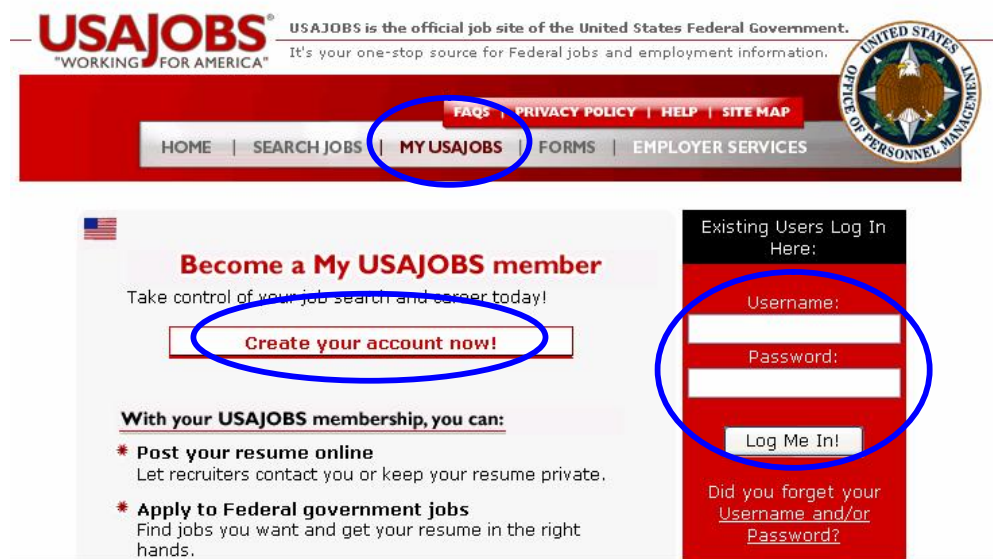 USAJOBS®
"WORKING FOR AMERICA"
USAJOBS is the official job site of the United States Federal Government.
It's your one-stop source for Federal jobs and employment information.
UNITED STATES
OFFICE OF PERSONNEL MANAGEMENT
FAQS | PRIVACY POLICY | HELP | SITE MAP
HOME | SEARCH JOBS | MY USAJOBS | FORMS | EMPLOYER SERVICES
Become a My USAJOBS member
Take control of your job search and career today!
Create your account now!
With your USAJOBS membership, you can:
* Post your resume online
Let recruiters contact you or keep your resume private.
* Apply to Federal government jobs
Find jobs you want and get your resume in the right
hands.
Existing Users Log In
Here:
Username:
Password:
Log Me In!
Did you forget your
Username and/or
Password?